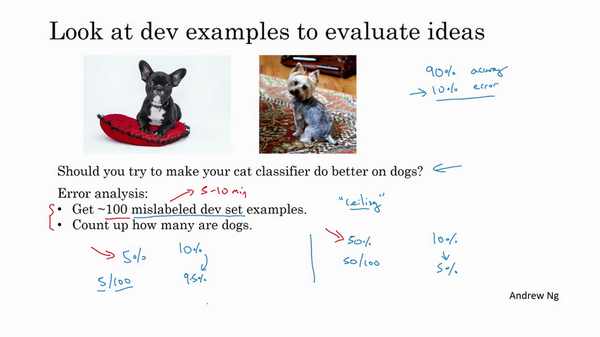 Look at dev examples to evaluate ideas
90% accuracy
→ 10% error
Should you try to make your cat classifier do better on dogs?
Error analysis:
→ 5-10 min
• Get ~100 mislabeled dev set examples.
• Count up how many are dogs.
"ceiling"
5% 10%
5/100 9.5%
50% 10%
50/100 5%
Andrew Ng